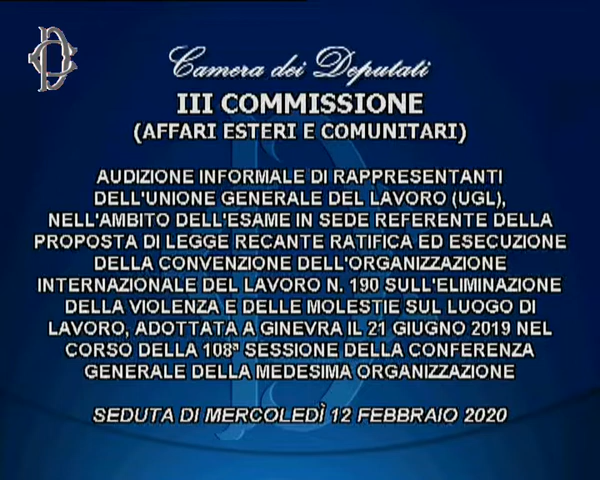 Camera dei Deputati
III COMMISSIONE
(AFFARI ESTERI E COMUNITARI)
AUDIZIONE INFORMALE DI RAPPRESENTANTI
DELL'UNIONE GENERALE DEL LAVORO (UGL),
NELL'AMBITO DELL'ESAME IN SEDE REFERENTE DELLA
PROPOSTA DI LEGGE RECANTE RATIFICA ED ESECUZIONE
DELLA CONVENZIONE DELL'ORGANIZZAZIONE
INTERNAZIONALE DEL LAVORO N. 190 SULL'ELIMINAZIONE
DELLA VIOLENZA E DELLE MOLESTIE SUL LUOGO DI
LAVORO, ADOTTATA A GINEVRA IL 21 GIUGNO 2019 NEL
CORSO DELLA 108ª SESSIONE DELLA CONFERENZA
GENERALE DELLA MEDESIMA ORGANIZZAZIONE
SEDUTA DI MERCOLEDÌ 12 FEBBRAIO 2020